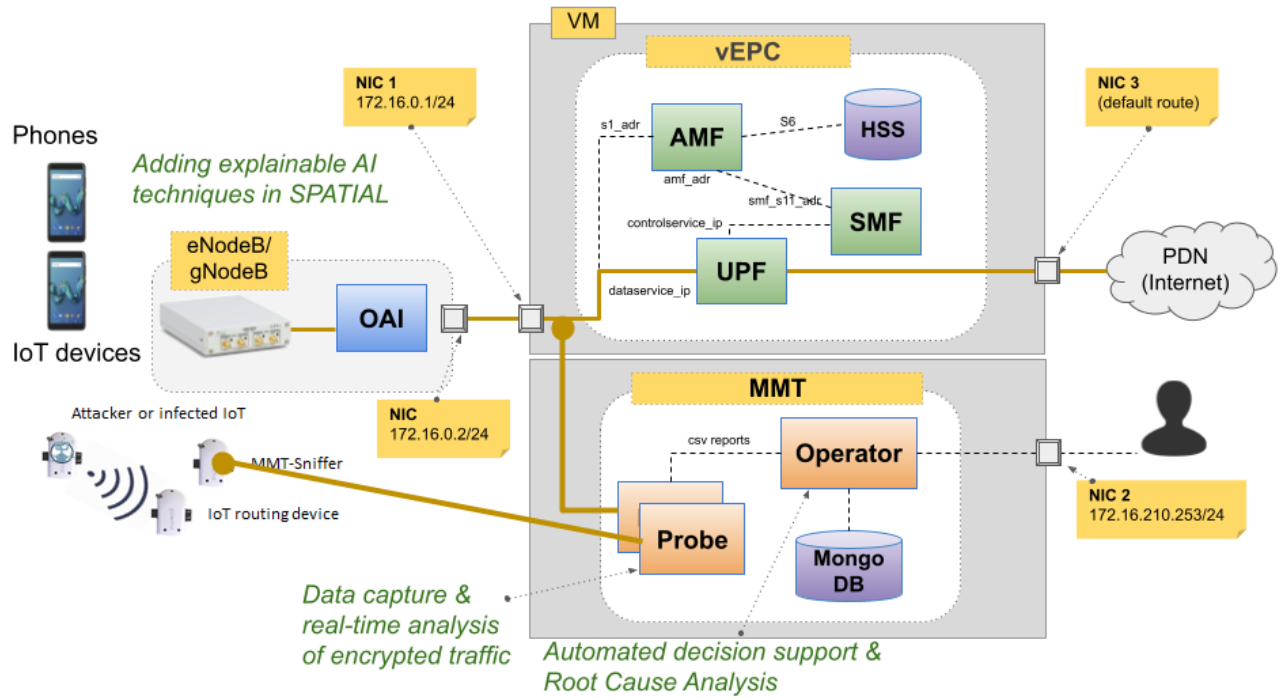 VM
vEPC
NIC 1
172.16.0.1/24
NIC 3
(default route)
Phones
s1_adr
AMF
S6
HSS
Adding explainable AI
techniques in SPATIAL
amf_adr
smf_s11_adr
SMF
controlservice_ip
eNodeB/
gNodeB
UPF
PDN
(Internet)
dataservice_ip
OAI
IoT devices
MMT
Attacker or infected IoT
NIC
172.16.0.2/24
csv reports
Operator
MMT-Sniffer
NIC 2
172.16.210.253/24
IoT routing device
Probe
Mongo
DB
Data capture &
real-time analysis
of encrypted traffic
Automated decision support &
Root Cause Analysis